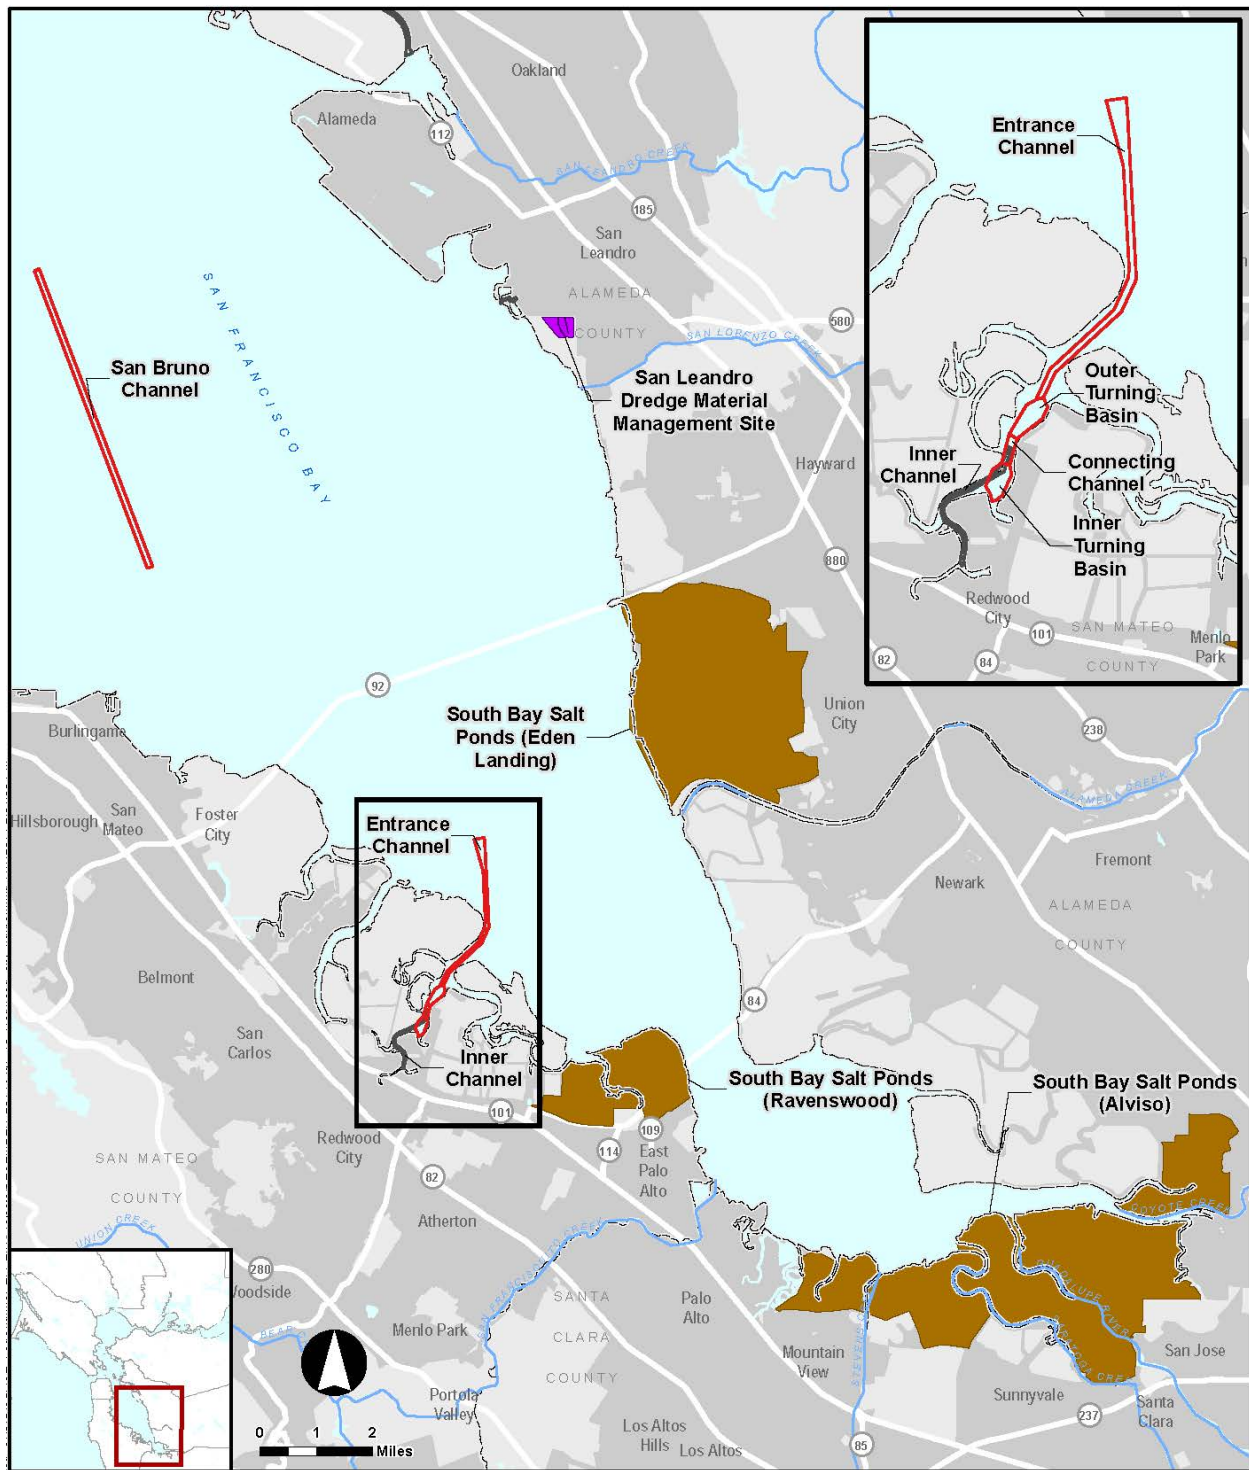 Oakland
Alameda
112
SAN LEANDRO CREEK
185
San
Leandro
ALAMEDA
COUNTY
580
SAN LORENZO CREEK
SAN FRANCISCO BAY
San Bruno
Channel
San Leandro
Dredge Material
Management Site
Hayward
880
92
Burlingame
South Bay Salt
Ponds (Eden
Landing)
Union
City
82
238
ALAMEDA CREEK
Hillsborough
San
Mateo
Foster
City
Entrance
Channel
Fremont
Newark
ALAMEDA
COUNTY
Belmont
84
San
Carlos
Inner
Channel
101
South Bay Salt Ponds
(Ravenswood)
South Bay Salt Ponds
(Alviso)
Redwood
City
109
114
East
Palo
Alto
SAN MATEO
COUNTY
82
UNION CREEK
Atherton
COYOTE CREEK
SAN FRANCISQUITO CREEK
GUADALUPE RIVER
280
Woodside
SANTA
CLARA
COUNTY
Palo
Alto
Menlo Park
Mountain
View
San Jose
Portola
Valley
Sunnyvale
Santa
Clara
237
Los Altos
Hills
Los Altos
85
0 1 2
Miles
Entrance
Channel
Outer
Turning
Basin
Inner
Channel
Connecting
Channel
Inner
Turning
Basin
Redwood
City
101
SAN MATEO
COUNTY
84
Menlo
Park